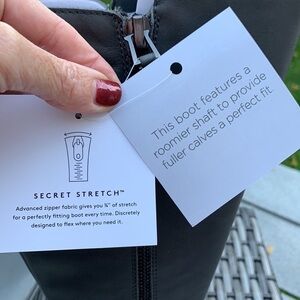 This boot features a
roomier shaft to provide
fuller calves a perfect fit.
SECRET STRETCH™
Advanced zipper fabric gives you ¾" of stretch
for a perfectly fitting boot every time. Discretely
designed to flex where you need it.